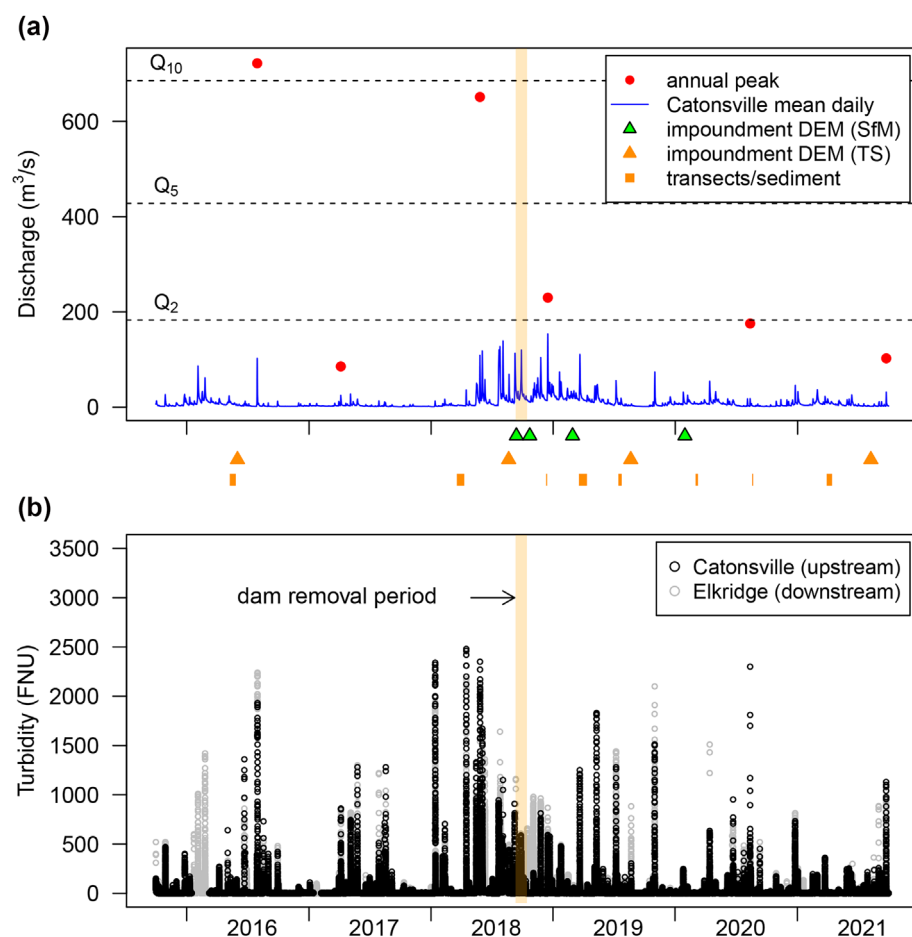 (a)
Q10
Q5
Q2
Discharge (m3/s)
600
400
200
0
annual peak
Catonsville mean daily
impoundment DEM (SfM)
impoundment DEM (TS)
transects/sediment
(b)
Turbidity (FNU)
3500
3000
2500
2000
1500
1000
500
0
dam removal period
Catonsville (upstream)
Elkridge (downstream)
2016 2017 2018 2019 2020 2021